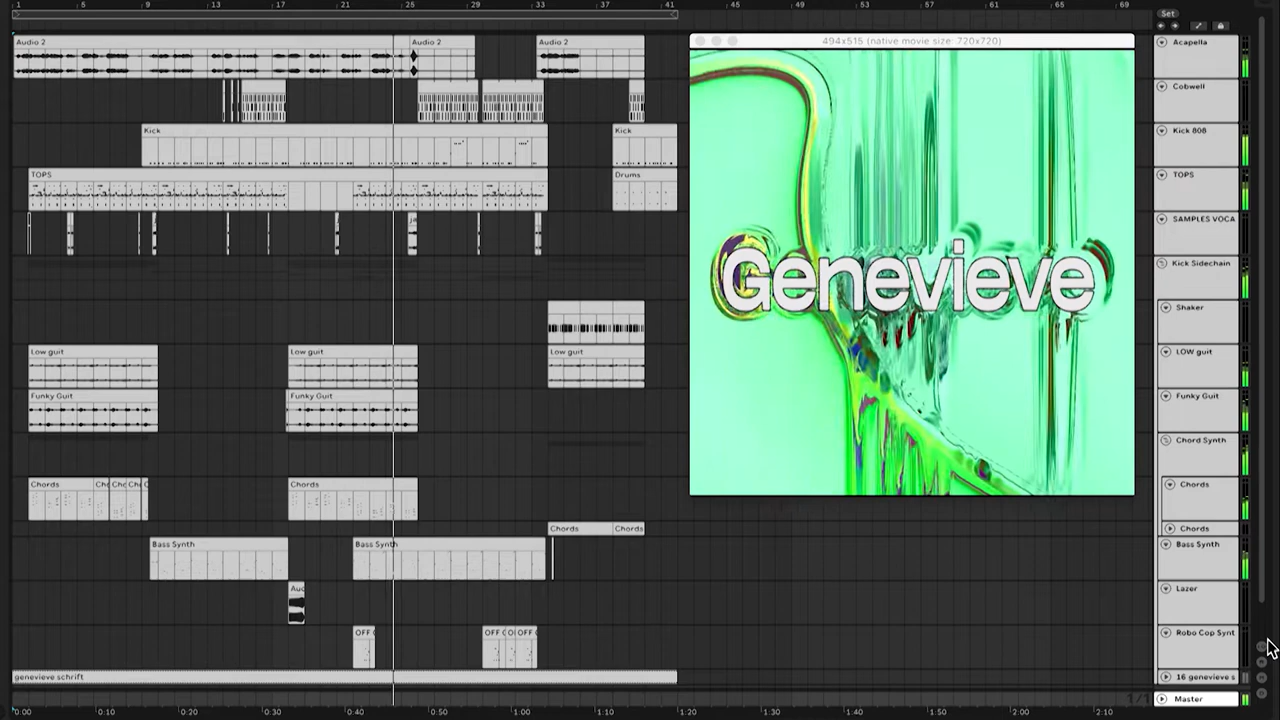 1 5 9 13 17 21 25 29 33 37 41 45 49 53 57 61 65 69
Set
494x515 (native movie size: 720x720)
Audio 2 Audio 2 Audio 2 Acapella
Cobwell
Kick Kick Kick 808
TOPS Drums TOPS
SAMPLES VOCA
Kick Sidechain
Genevieve
Shaker
Low guit Low guit Low guit LOW guit
Funky Guit Funky Guit Funky Guit
Chord Synth
Chords Chords Chords
Chords Chords Chords
Bass Synth Bass Synth Bass Synth
Lazer
OFF OFF OFF Robo Cop Synt
genevieve schrift 16 genevieve s
1/1 Master
0:00 0:10 0:20 0:30 0:40 0:50 1:00 1:10 1:20 1:30 1:40 1:50 2:00 2:10